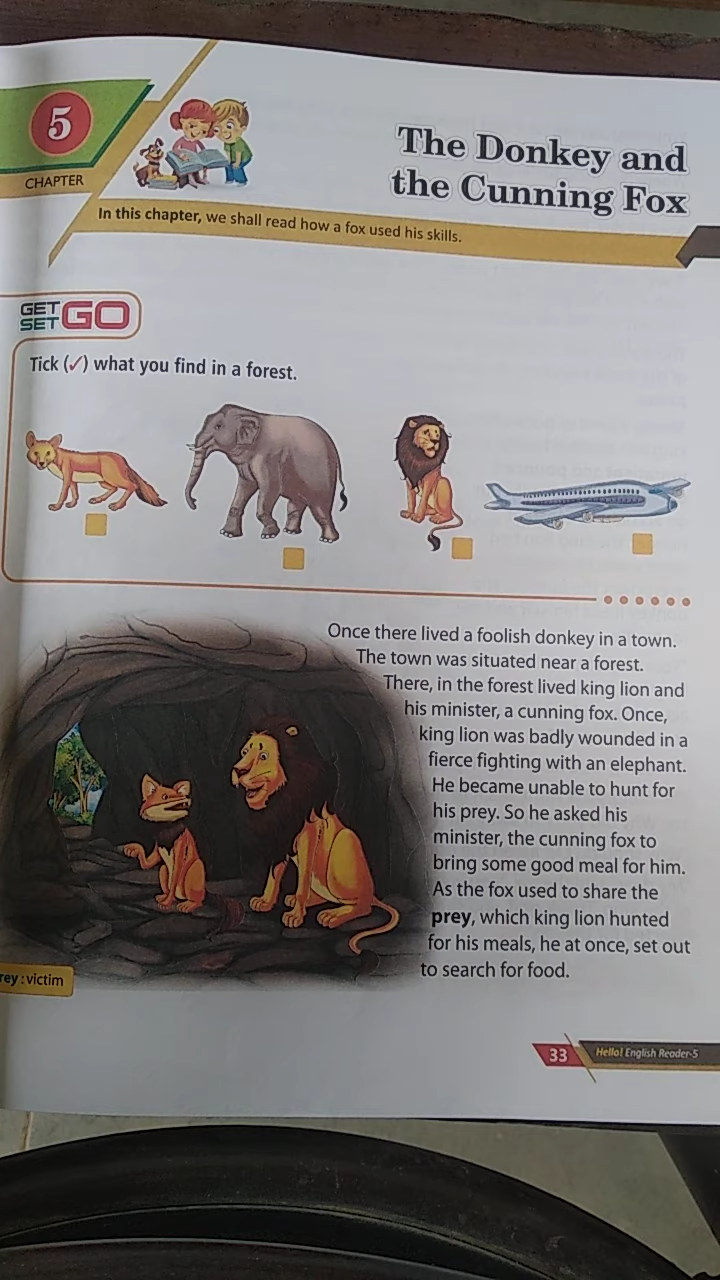 5
CHAPTER
The Donkey and
the Cunning Fox
In this chapter, we shall read how a fox used his skills.
GET
SET GO
Tick (✓) what you find in a forest.
Once there lived a foolish donkey in a town.
The town was situated near a forest.
There, in the forest lived king lion and
his minister, a cunning fox. Once,
king lion was badly wounded in a
fierce fighting with an elephant.
He became unable to hunt for
his prey. So he asked his
minister, the cunning fox to
bring some good meal for him.
As the fox used to share the
prey, which king lion hunted
for his meals, he at once, set out
to search for food.
rey : victim
33
Hello! English Reader-5